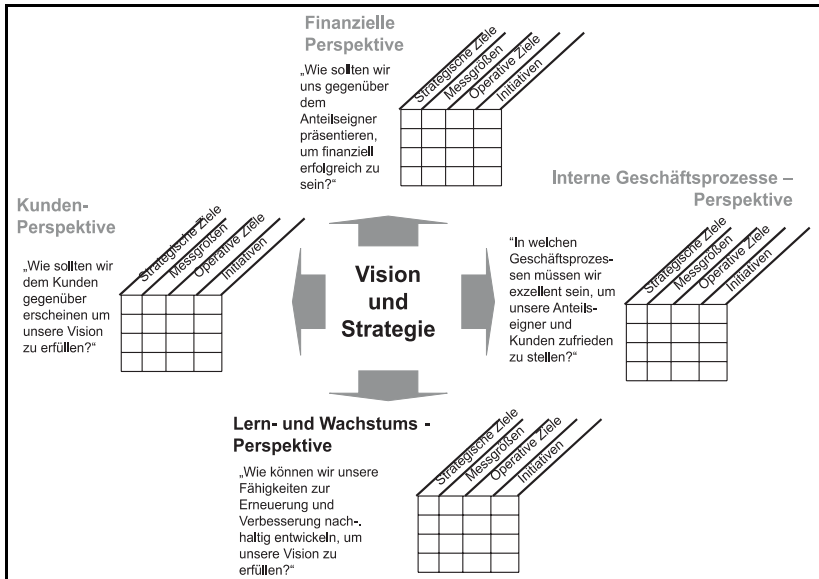 Finanzielle
Perspektive
„Wie sollten wir
uns gegenüber
dem
Anteilseigner
präsentieren,
um finanziell
erfolgreich zu
sein?“
Strategische Ziele
Messgrößen
Operative Ziele
Initiativen
Kunden-
Perspektive
„Wie sollten wir
dem Kunden
gegenüber
erscheinen um
unsere Vision
zu erfüllen?“
Strategische Ziele
Messgrößen
Operative Ziele
Initiativen
Vision
und
Strategie
Interne Geschäftsprozesse –
Perspektive
“In welchen
Geschäftsprozes-
sen müssen wir
exzellent sein, um
unsere Anteils-
eigner und
Kunden zufrieden
zu stellen?“
Strategische Ziele
Messgrößen
Operative Ziele
Initiativen
Lern- und Wachstums -
Perspektive
„Wie können wir unsere
Fähigkeiten zur
Erneuerung und
Verbesserung nach-.
haltig entwickeln, um
unsere Vision zu
erfüllen?“
Strategische Ziele
Messgrößen
Operative Ziele
Initiativen